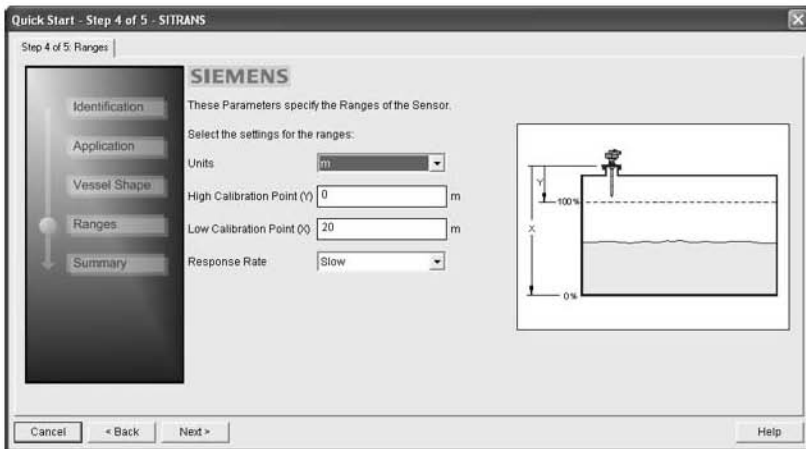 Quick Start - Step 4 of 5 - SITRANS
Step 4 of 5: Ranges
SIEMENS
Identification
Application
Vessel Shape
Ranges
Summary
These Parameters specify the Ranges of the Sensor.
Select the settings for the ranges:
Units m
High Calibration Point (Y) 0 m
Low Calibration Point (X) 20 m
Response Rate Slow
Y
100%
X
0%
Cancel < Back Next > Help